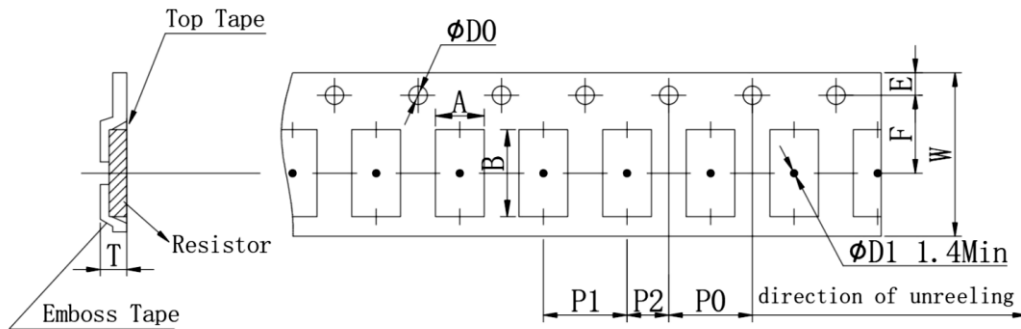 Top Tape
ϕD0
A
E
F
W
B
T
Resistor
ϕD1 1.4Min
P1
P2
P0
direction of unreeling
Emboss Tape